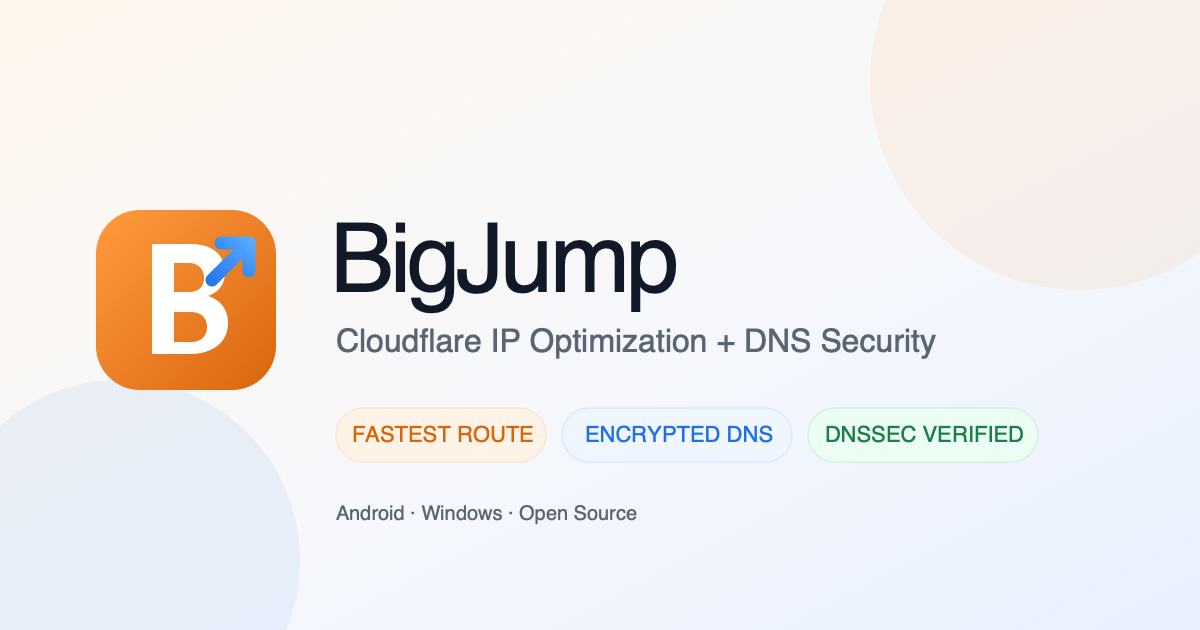 B
BigJump
Cloudflare IP Optimization + DNS Security
FASTEST ROUTE
ENCRYPTED DNS
DNSSEC VERIFIED
Android · Windows · Open Source